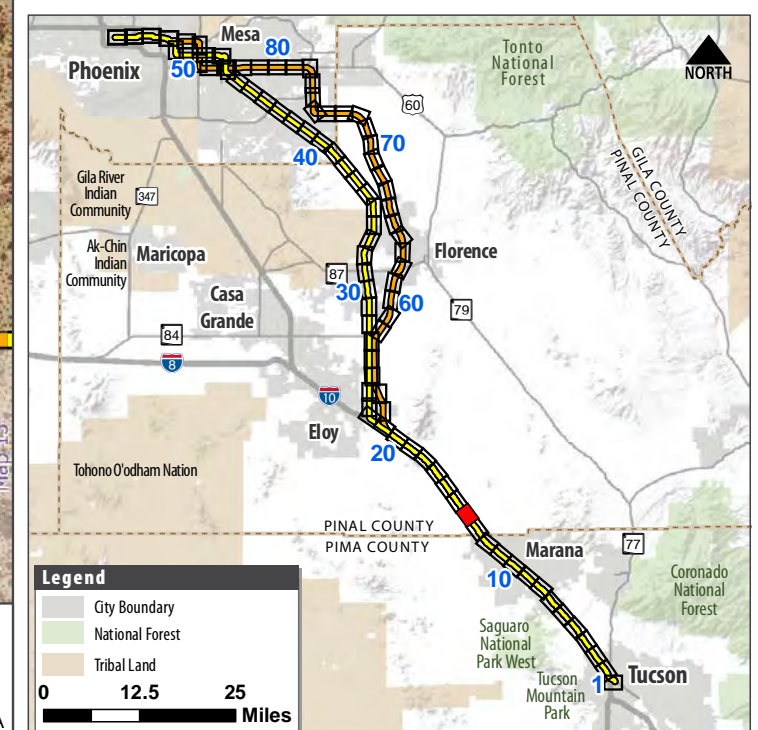 Mesa
80
Phoenix
50
Tonto
National
Forest
NORTH
60
70
40
GILA COUNTY
PINAL COUNTY
Gila River
Indian
Community
347
Ak-Chin
Indian
Community
Maricopa
Florence
87
30
Casa
Grande
60
79
84
8
10
Eloy
20
Tohono O'odham Nation
PINAL COUNTY
PIMA COUNTY
Marana
77
10
Coronado
National
Forest
Saguaro
National
Park West
Tucson
Mountain
Park
1
Tucson
Legend
City Boundary
National Forest
Tribal Land
0 12.5 25
Miles